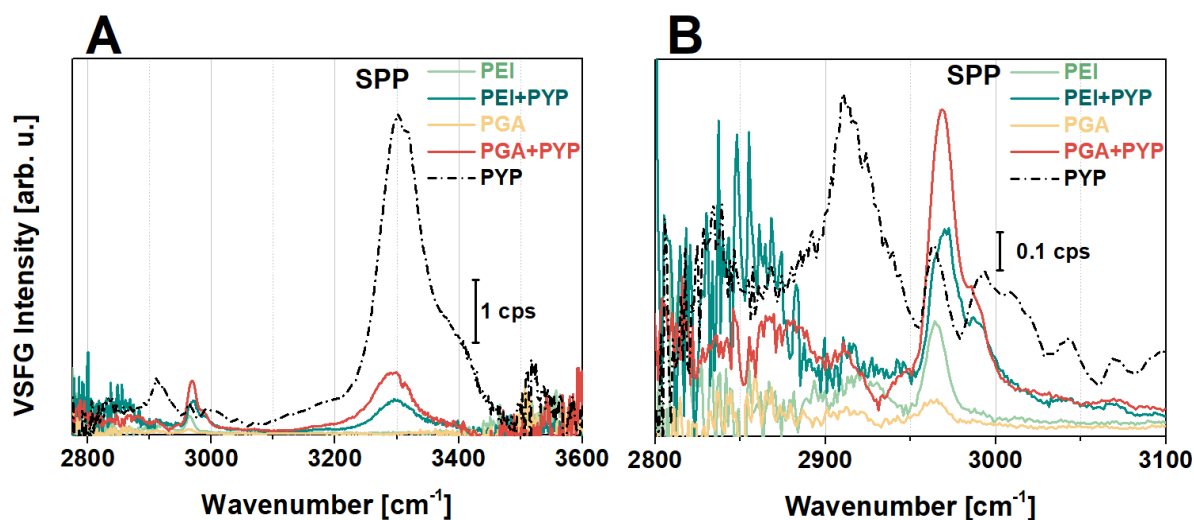 A
SPP
PEI
PEI+PYP
PGA
PGA+PYP
PYP
1 cps
VSFG Intensity [arb. u.]
2800 3000 3200 3400 3600
Wavenumber [cm-1]
B
SPP
PEI
PEI+PYP
PGA
PGA+PYP
PYP
0.1 cps
2800 2900 3000 3100
Wavenumber [cm-1]